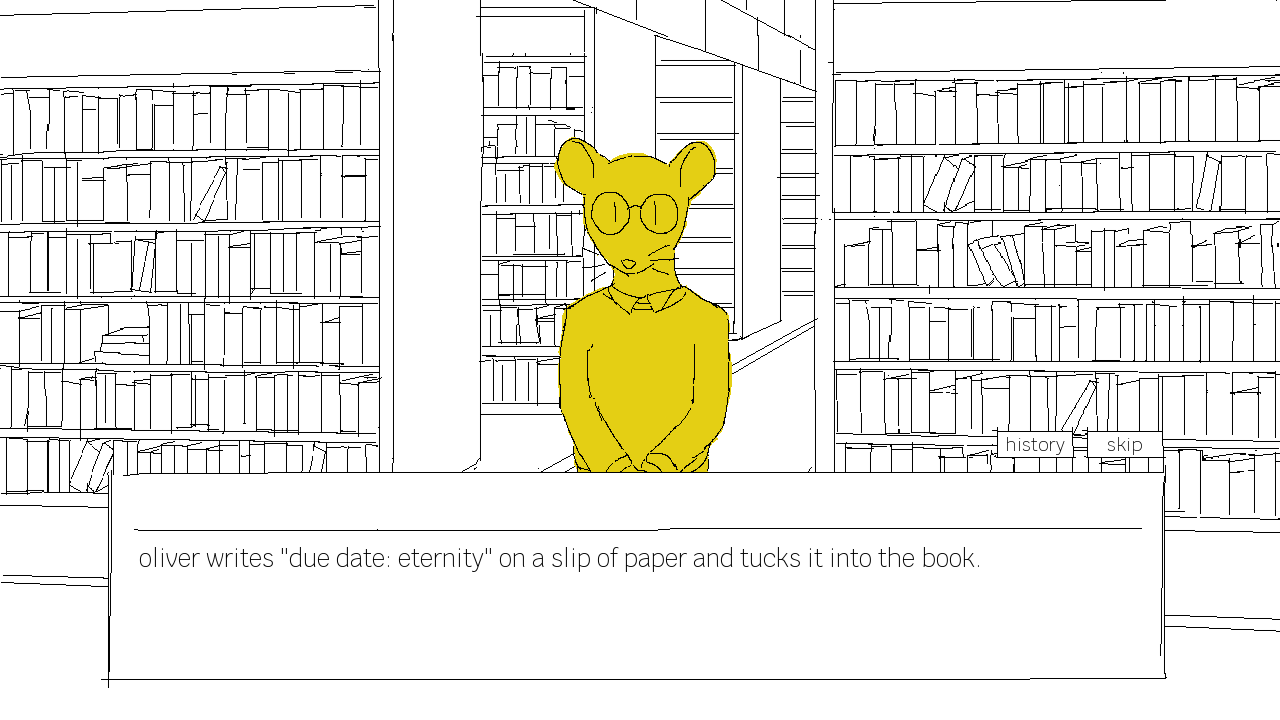 history skip
oliver writes "due date: eternity" on a slip of paper and tucks it into the book.